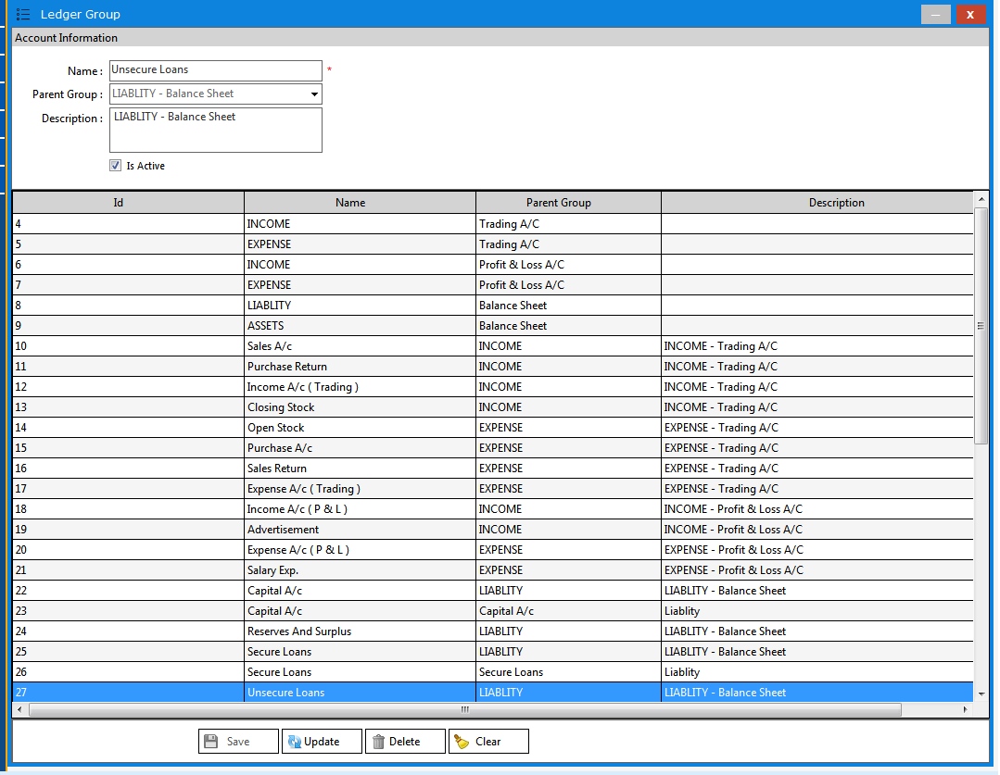 Ledger Group
Account Information
Name : Unsecure Loans *
Parent Group : LIABLITY - Balance Sheet
Description : LIABLITY - Balance Sheet
Is Active
Id Name Parent Group Description
4 INCOME Trading A/C
5 EXPENSE Trading A/C
6 INCOME Profit & Loss A/C
7 EXPENSE Profit & Loss A/C
8 LIABLITY Balance Sheet
9 ASSETS Balance Sheet
10 Sales A/c INCOME INCOME - Trading A/C
11 Purchase Return INCOME INCOME - Trading A/C
12 Income A/c ( Trading ) INCOME INCOME - Trading A/C
13 Closing Stock INCOME INCOME - Trading A/C
14 Open Stock EXPENSE EXPENSE - Trading A/C
15 Purchase A/c EXPENSE EXPENSE - Trading A/C
16 Sales Return EXPENSE EXPENSE - Trading A/C
17 Expense A/c ( Trading ) EXPENSE EXPENSE - Trading A/C
18 Income A/c ( P & L ) INCOME INCOME - Profit & Loss A/C
19 Advertisement INCOME INCOME - Profit & Loss A/C
20 Expense A/c ( P & L ) EXPENSE EXPENSE - Profit & Loss A/C
21 Salary Exp. EXPENSE EXPENSE - Profit & Loss A/C
22 Capital A/c LIABLITY LIABLITY - Balance Sheet
23 Capital A/c Capital A/c Liablity
24 Reserves And Surplus LIABLITY LIABLITY - Balance Sheet
25 Secure Loans LIABLITY LIABLITY - Balance Sheet
26 Secure Loans Secure Loans Liablity
27 Unsecure Loans LIABLITY LIABLITY - Balance Sheet
Save Update Delete Clear